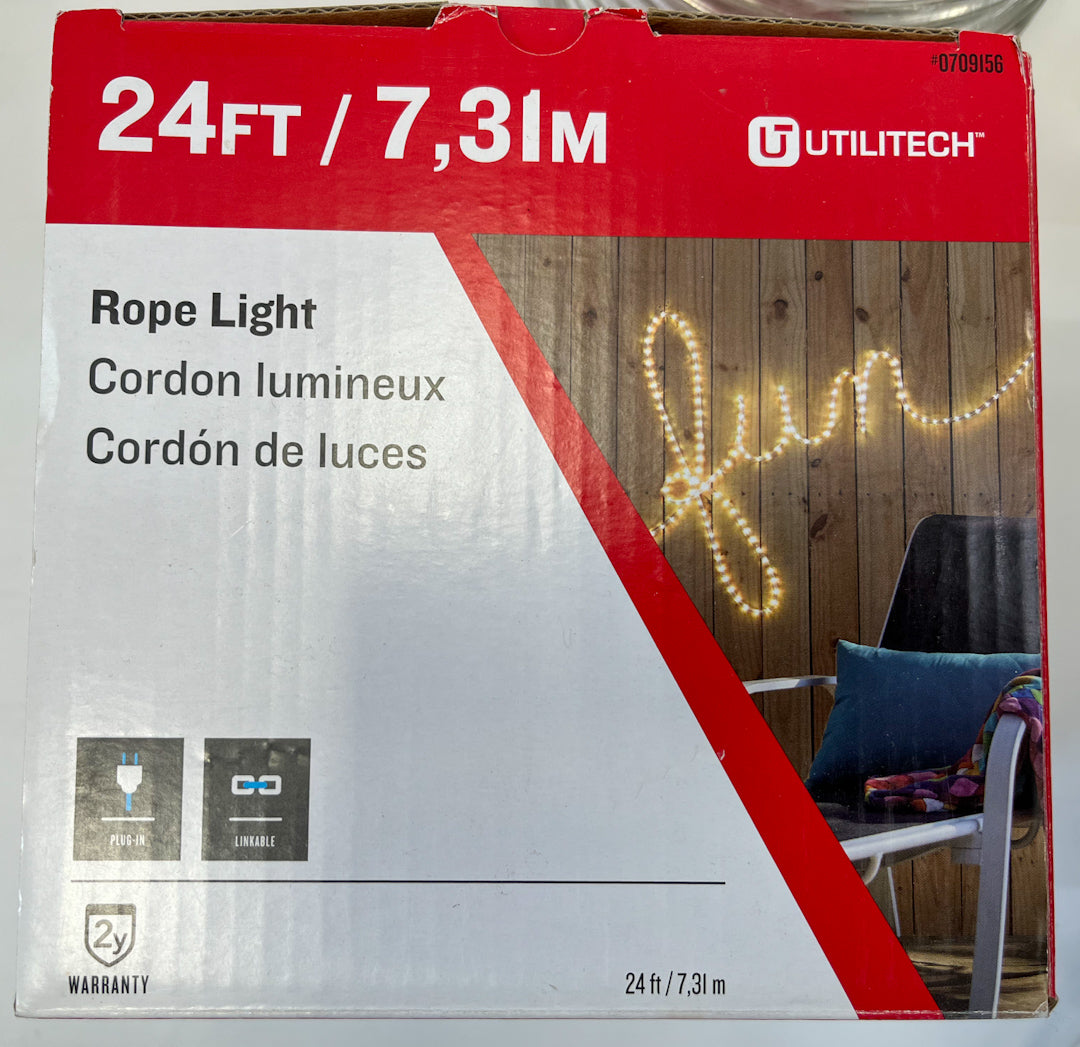 #0709156
24FT / 7,31M
UTILITECH™
Rope Light
Cordon lumineux
Cordón de luces
fun
PLUG-IN
LINKABLE
2y
WARRANTY
24 ft / 7,31 m